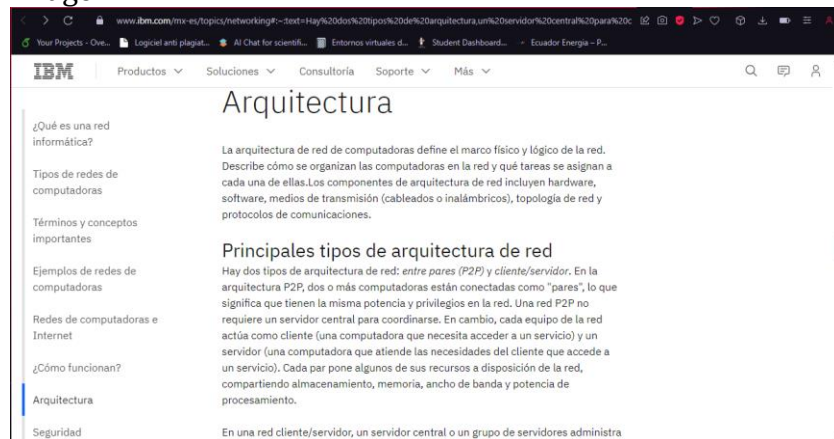 www.ibm.com/mx-es/topics/networking#:~:text=Hay%20dos%20tipos%20de%20arquitectura,un%20servidor%20central%20para%20c
Your Projects - Ove...
Logiciel anti plagiat...
AI Chat for scientifi...
Entornos virtuales d...
Student Dashboard...
Ecuador Energia – P...
IBM
Productos
Soluciones
Consultoría
Soporte
Más
¿Qué es una red
informática?
Tipos de redes de
computadoras
Términos y conceptos
importantes
Ejemplos de redes de
computadoras
Redes de computadoras e
Internet
¿Cómo funcionan?
Arquitectura
Seguridad
Arquitectura
La arquitectura de red de computadoras define el marco físico y lógico de la red.
Describe cómo se organizan las computadoras en la red y qué tareas se asignan a
cada una de ellas.Los componentes de arquitectura de red incluyen hardware,
software, medios de transmisión (cableados o inalámbricos), topología de red y
protocolos de comunicaciones.
Principales tipos de arquitectura de red
Hay dos tipos de arquitectura de red: entre pares (P2P) y cliente/servidor. En la
arquitectura P2P, dos o más computadoras están conectadas como "pares", lo que
significa que tienen la misma potencia y privilegios en la red. Una red P2P no
requiere un servidor central para coordinarse. En cambio, cada equipo de la red
actúa como cliente (una computadora que necesita acceder a un servicio) y un
servidor (una computadora que atiende las necesidades del cliente que accede a
un servicio). Cada par pone algunos de sus recursos a disposición de la red,
compartiendo almacenamiento, memoria, ancho de banda y potencia de
procesamiento.
En una red cliente/servidor, un servidor central o un grupo de servidores administra